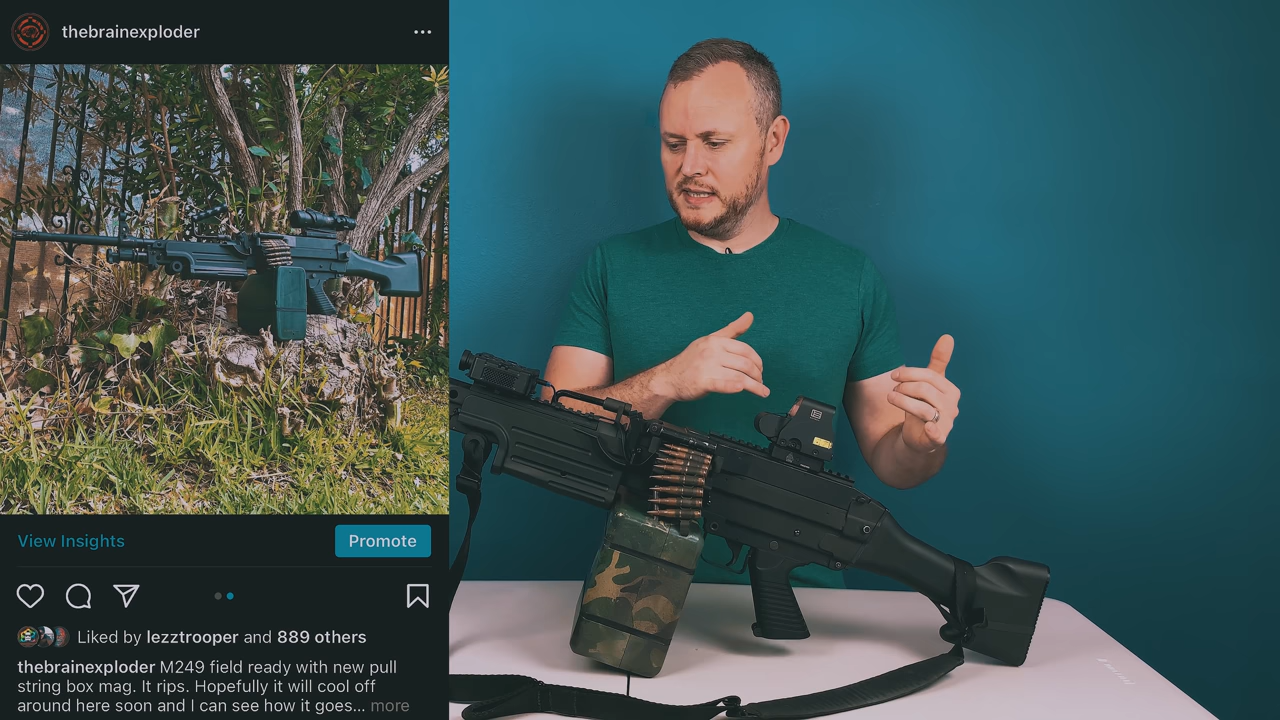 thebrainexploder
View Insights
Promote
Liked by lezztrooper and 889 others
thebrainexploder M249 field ready with new pull
string box mag. It rips. Hopefully it will cool off
around here soon and I can see how it goes... more